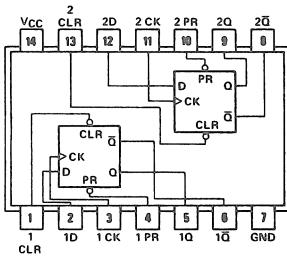 2
VCC CLR 2D 2 CK 2 PR 2Q 2Q̅
14 13 12 11 10 9 8
PR
D Q
CK
CLR Q̅
CLR Q̅
CK
D Q
PR
1 2 3 4 5 6 7
1 1D 1 CK 1 PR 1Q 1Q̅ GND
CLR